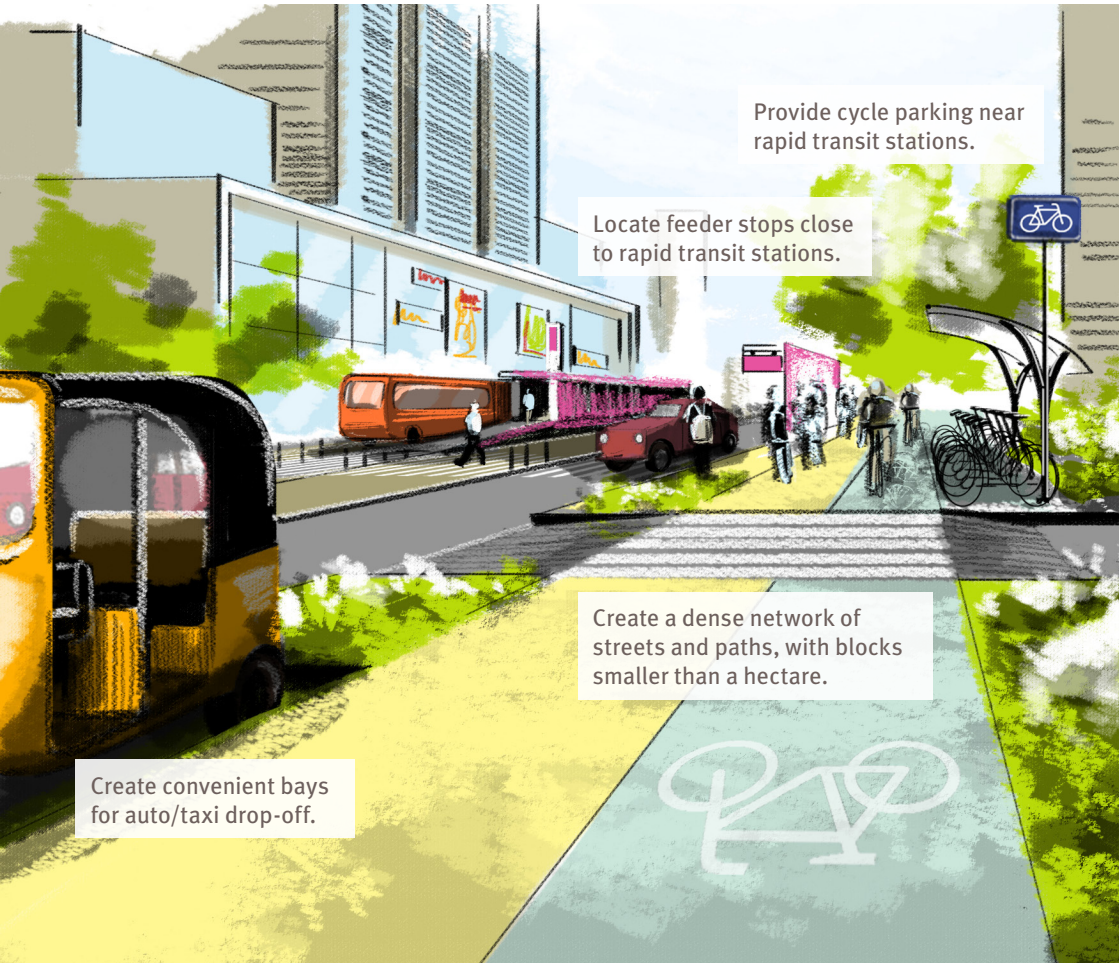 Provide cycle parking near
rapid transit stations.
Locate feeder stops close
to rapid transit stations.
Create a dense network of
streets and paths, with blocks
smaller than a hectare.
Create convenient bays
for auto/taxi drop-off.